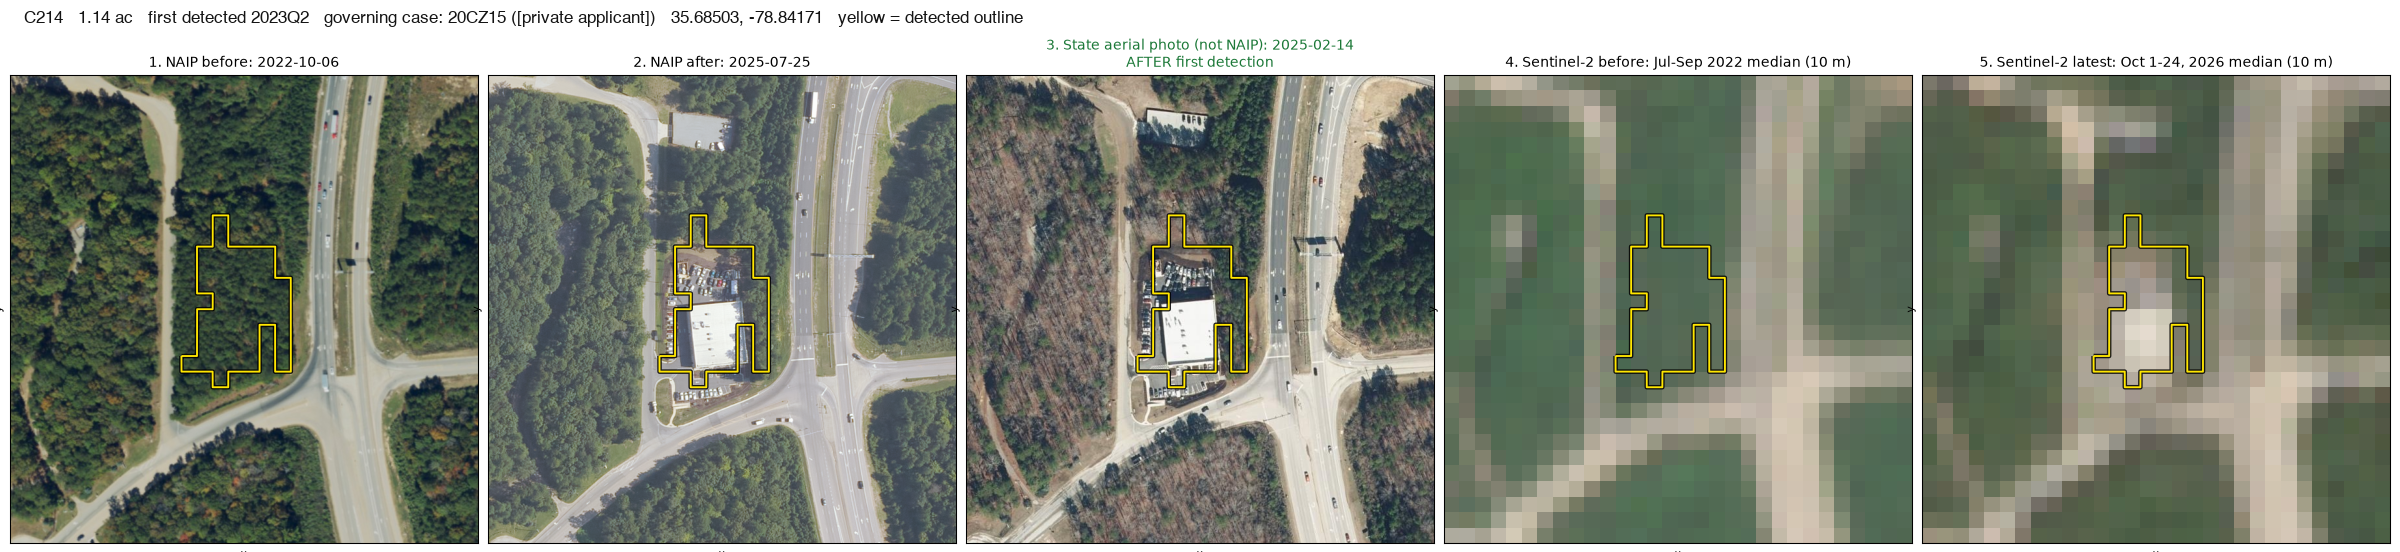 C214   1.14 ac   first detected 2023Q2   governing case: 20CZ15 ([private applicant])   35.68503, -78.84171   yellow = detected outline
1. NAIP before: 2022-10-06
2. NAIP after: 2025-07-25
3. State aerial photo (not NAIP): 2025-02-14
AFTER first detection
4. Sentinel-2 before: Jul-Sep 2022 median (10 m)
5. Sentinel-2 latest: Oct 1-24, 2026 median (10 m)